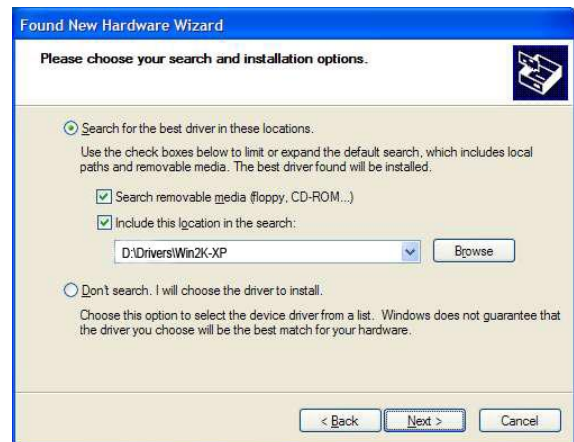 Found New Hardware Wizard
Please choose your search and installation options.
Search for the best driver in these locations.
Use the check boxes below to limit or expand the default search, which includes local
paths and removable media. The best driver found will be installed.
Search removable media (floppy, CD-ROM...)
Include this location in the search:
D:\Drivers\Win2K-XP
Browse
Don't search. I will choose the driver to install.
Choose this option to select the device driver from a list. Windows does not guarantee that
the driver you choose will be the best match for your hardware.
< Back Next > Cancel